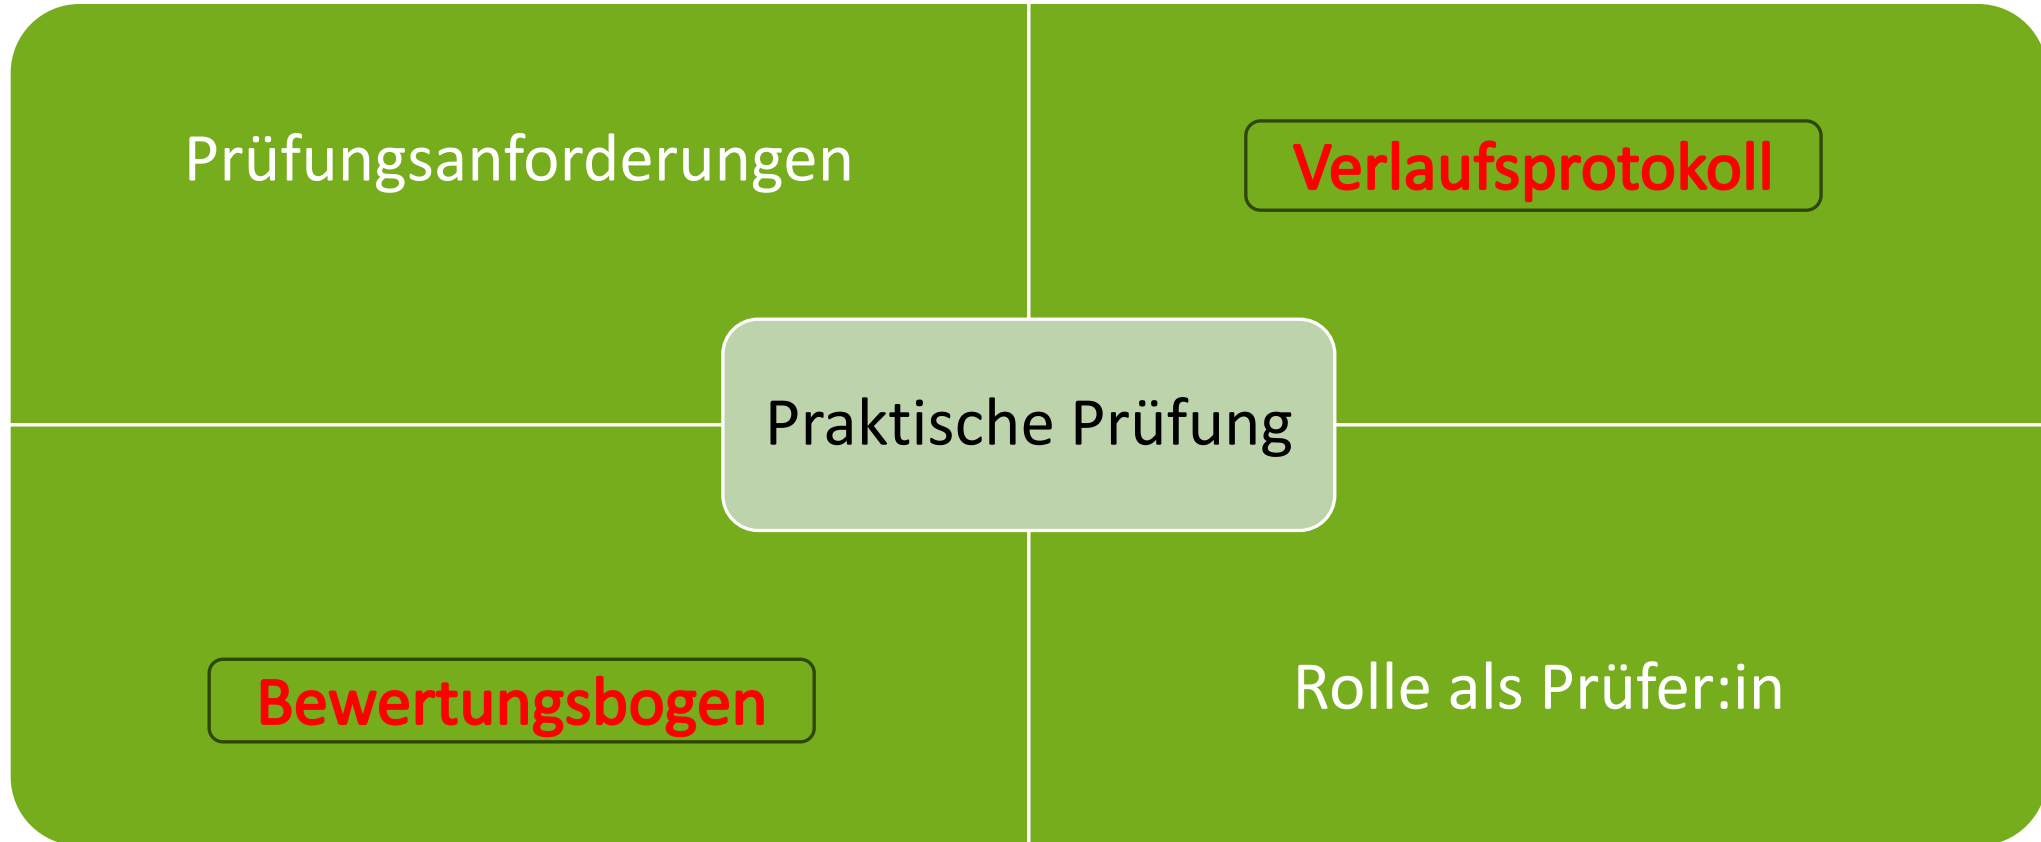 Prüfungsanforderungen
Verlaufsprotokoll
Praktische Prüfung
Bewertungsbogen
Rolle als Prüfer:in